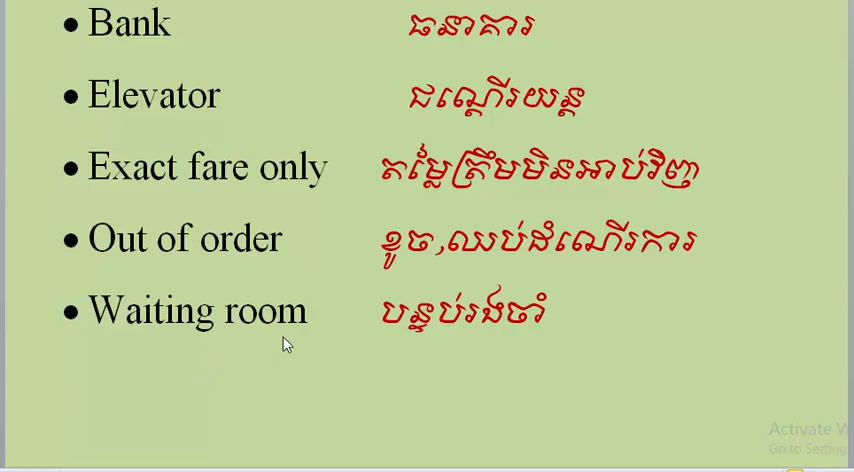 • Bank ធនាគារ
• Elevator ជណ្ដើរយន្ត
• Exact fare only តម្លៃត្រឹមមិនអាប់វិញ
• Out of order ខូច,ឈប់ដំណើរការ
• Waiting room បន្ទប់រងចាំ
Activate W
Go to Setting